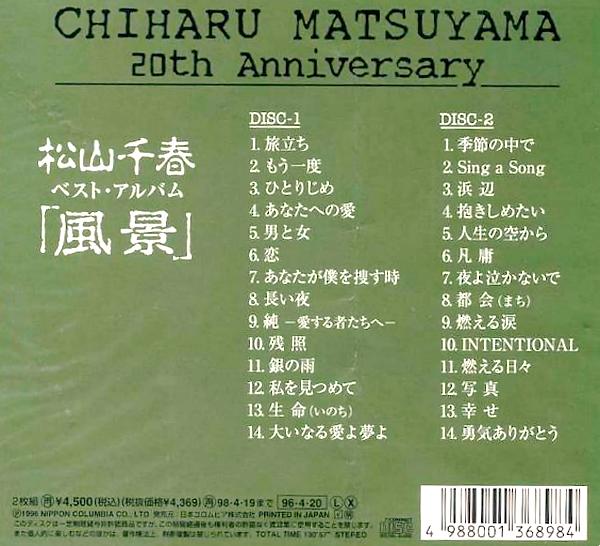 CHIHARU MATSUYAMA
20th Anniversary
松山千春
ベスト・アルバム
「風景」
DISC-1
1. 旅立ち
2. もう一度
3. ひとりじめ
4. あなたへの愛
5. 男と女
6. 恋
7. あなたが僕を捜す時
8. 長い夜
9. 純 −愛する者たちへ−
10. 残照
11. 銀の雨
12. 私を見つめて
13. 生命(いのち)
14. 大いなる愛よ夢よ
DISC-2
1. 季節の中で
2. Sing a Song
3. 浜辺
4. 抱きしめたい
5. 人生の空から
6. 凡庸
7. 夜よ泣かないで
8. 都会(まち)
9. 燃える涙
10. INTENTIONAL
11. 燃える日々
12. 写真
13. 幸せ
14. 勇気ありがとう
2枚組 ㊢¥4,500(税込)(税抜価格¥4,369) ㊢98・4・19まで 96・4・20 Ⓛ Ⓧ
Ⓟ1996 NIPPON COLUMBIA CO., LTD. 発売元: 日本コロムビア株式会社 PRINTED IN JAPAN
TOTAL TIME 130'57" STEREO
4 988001 368984